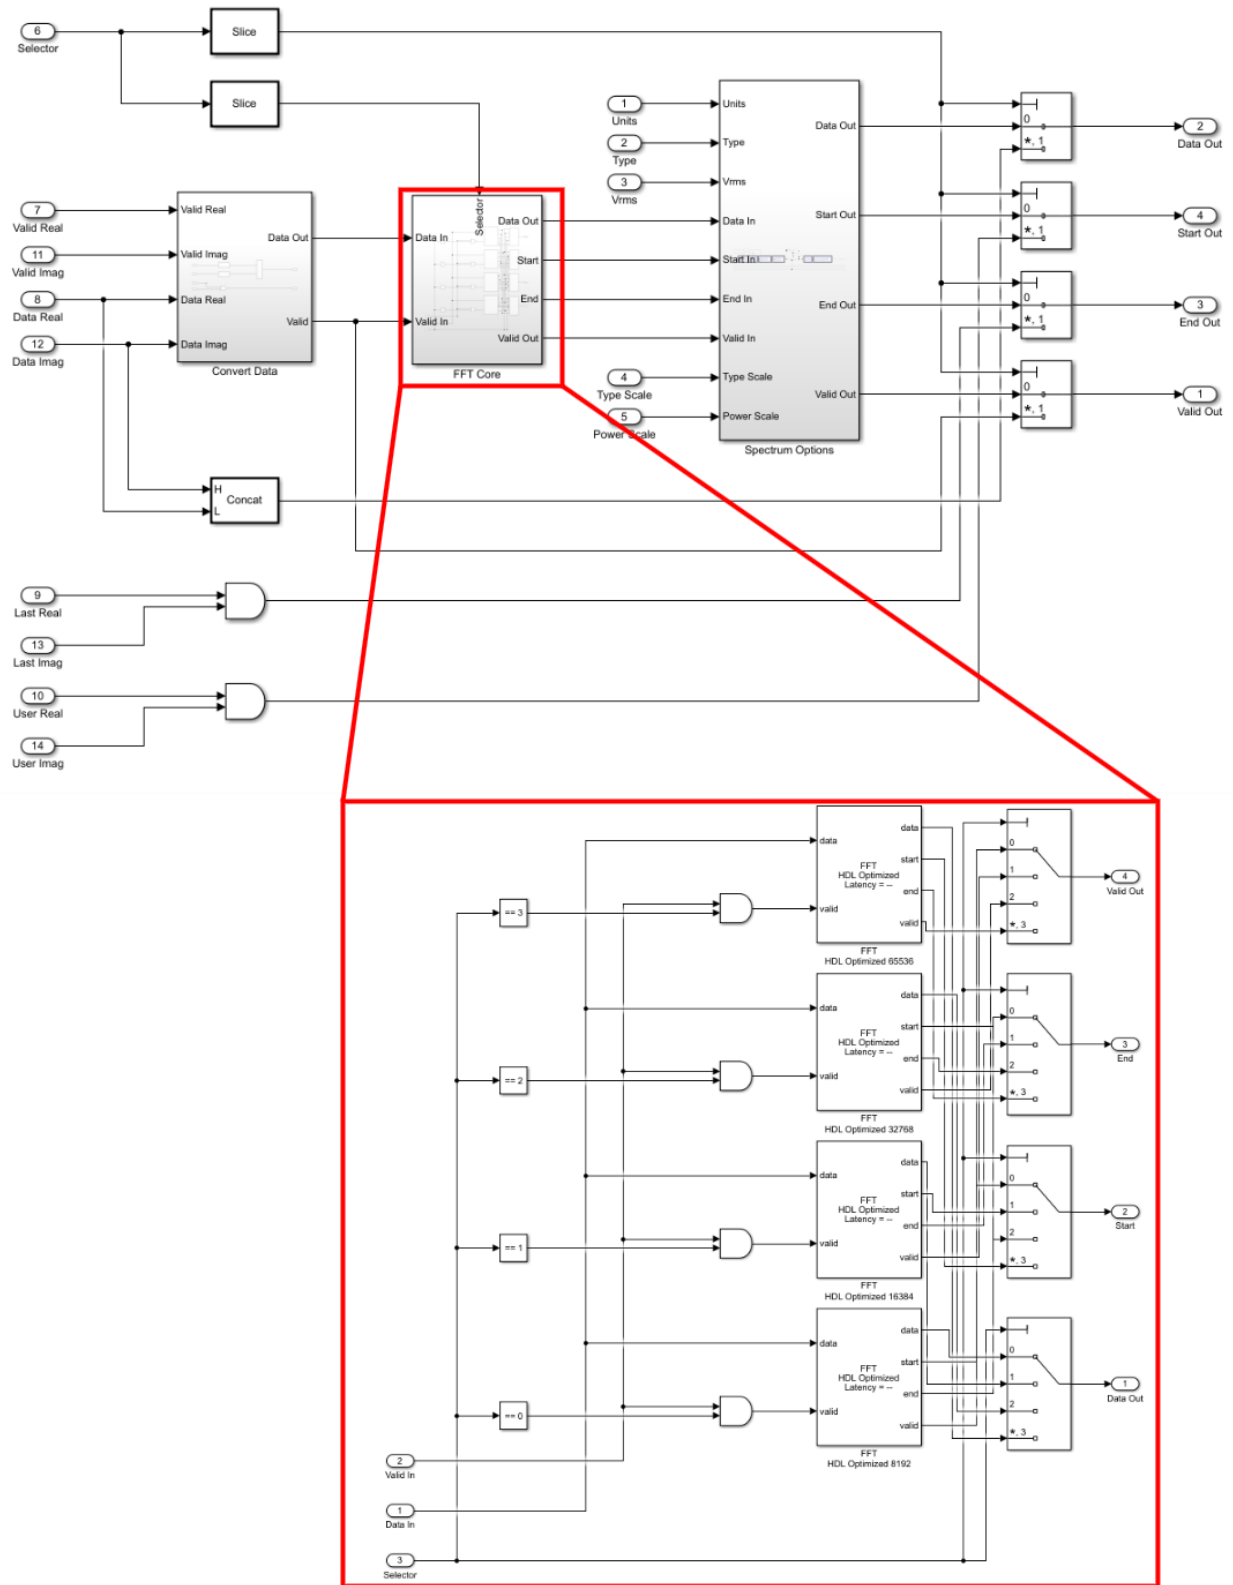 6
Selector
Slice
Slice
1
Units
2
Type
3
Vrms
Units
Type
Vrms
Data In
Start In
End In
Valid In
Type Scale
Power Scale
Data Out
Start Out
End Out
Valid Out
Spectrum Options
4
Type Scale
5
Power Scale
0
*, 1
2
Data Out
0
*, 1
4
Start Out
0
*, 1
3
End Out
0
*, 1
1
Valid Out
7
Valid Real
11
Valid Imag
8
Data Real
12
Data Imag
Valid Real
Valid Imag
Data Real
Data Imag
Data Out
Valid
Convert Data
Selector
Data In
Valid In
Data Out
Start
End
Valid Out
FFT Core
H
L
Concat
9
Last Real
13
Last Imag
10
User Real
14
User Imag
== 3
data
valid
FFT
HDL Optimized
Latency = --
data
start
end
valid
FFT
HDL Optimized 65536
0
1
2
*, 3
4
Valid Out
== 2
data
valid
FFT
HDL Optimized
Latency = --
data
start
end
valid
FFT
HDL Optimized 32768
0
1
2
*, 3
3
End
== 1
data
valid
FFT
HDL Optimized
Latency = --
data
start
end
valid
FFT
HDL Optimized 16384
0
1
2
*, 3
2
Start
== 0
data
valid
FFT
HDL Optimized
Latency = --
data
start
end
valid
FFT
HDL Optimized 8192
0
1
2
*, 3
1
Data Out
2
Valid In
1
Data In
3
Selector